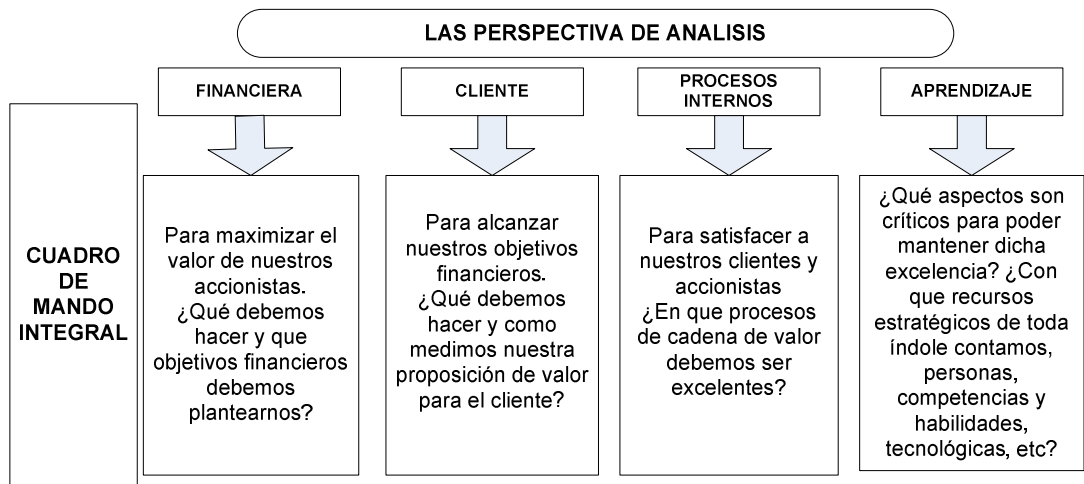 LAS PERSPECTIVA DE ANALISIS
FINANCIERA
CLIENTE
PROCESOS
INTERNOS
APRENDIZAJE
CUADRO
DE
MANDO
INTEGRAL
Para maximizar el
valor de nuestros
accionistas.
¿Qué debemos
hacer y que
objetivos financieros
debemos
plantearnos?
Para alcanzar
nuestros objetivos
financieros.
¿Qué debemos
hacer y como
medimos nuestra
proposición de valor
para el cliente?
Para satisfacer a
nuestros clientes y
accionistas
¿En que procesos
de cadena de valor
debemos ser
excelentes?
¿Qué aspectos son
críticos para poder
mantener dicha
excelencia? ¿Con
que recursos
estratégicos de toda
índole contamos,
personas,
competencias y
habilidades,
tecnológicas, etc?